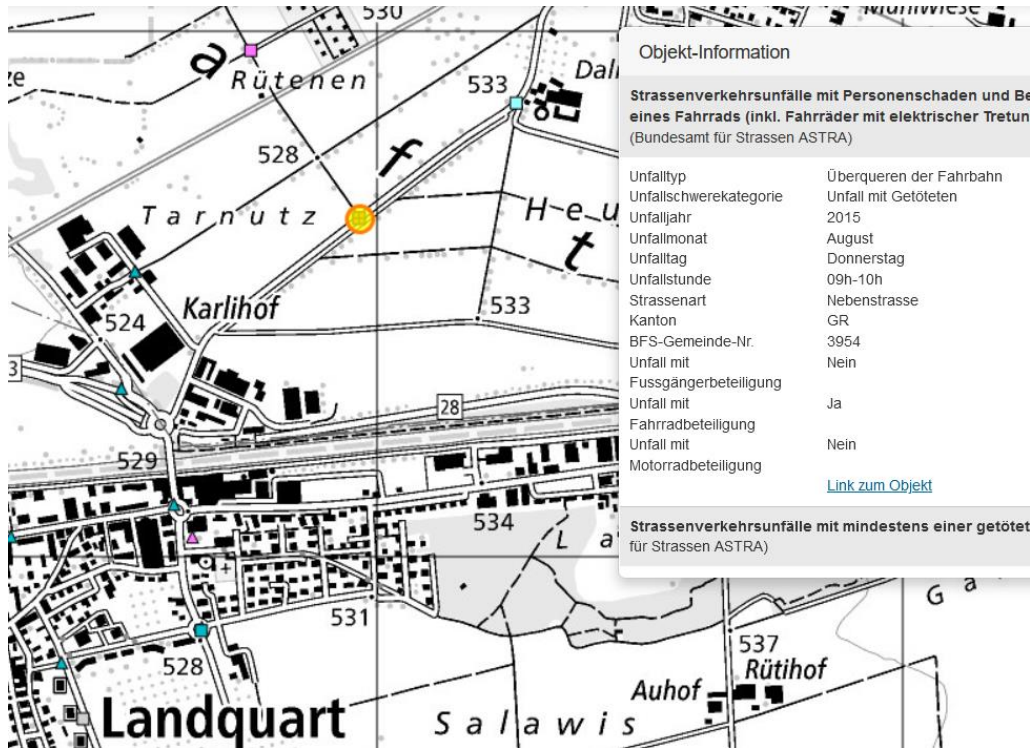 530
Rütenen
a
533
528
f
Tarnutz
t
Karlihof
524
533
3
28
529
534
L a
531
528
537
Rütihof
Auhof
Landquart
Salawis
G a
Objekt-Information
Strassenverkehrsunfälle mit Personenschaden und Be
eines Fahrrads (inkl. Fahrräder mit elektrischer Tretun
(Bundesamt für Strassen ASTRA)
Unfalltyp Überqueren der Fahrbahn
Unfallschwerekategorie Unfall mit Getöteten
Unfalljahr 2015
Unfallmonat August
Unfalltag Donnerstag
Unfallstunde 09h-10h
Strassenart Nebenstrasse
Kanton GR
BFS-Gemeinde-Nr. 3954
Unfall mit Nein
Fussgängerbeteiligung
Unfall mit Ja
Fahrradbeteiligung
Unfall mit Nein
Motorradbeteiligung
Link zum Objekt
Strassenverkehrsunfälle mit mindestens einer getötet
für Strassen ASTRA)